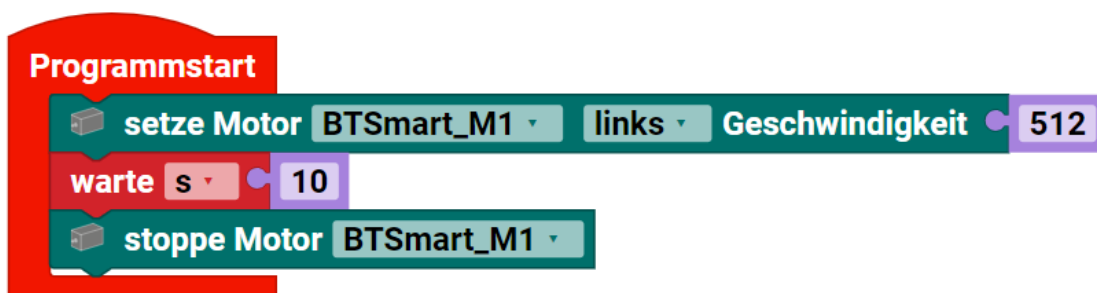 Programmstart
setze Motor BTSmart_M1 links Geschwindigkeit 512
warte s 10
stoppe Motor BTSmart_M1